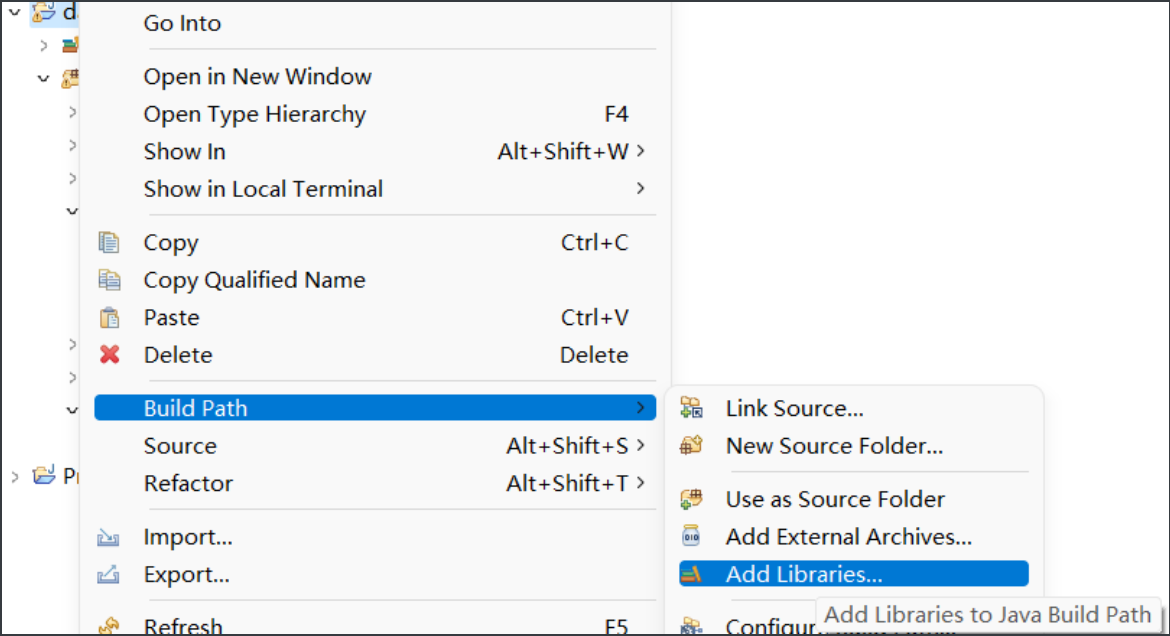 d
Go Into
Open in New Window
Open Type Hierarchy F4
Show In Alt+Shift+W
Show in Local Terminal
Copy Ctrl+C
Copy Qualified Name
Paste Ctrl+V
Delete Delete
Build Path
Link Source...
Source Alt+Shift+S
New Source Folder...
Refactor Alt+Shift+T
Pr
Use as Source Folder
Import...
Add External Archives...
Export...
Add Libraries...
Add Libraries to Java Build Path
Refresh F5